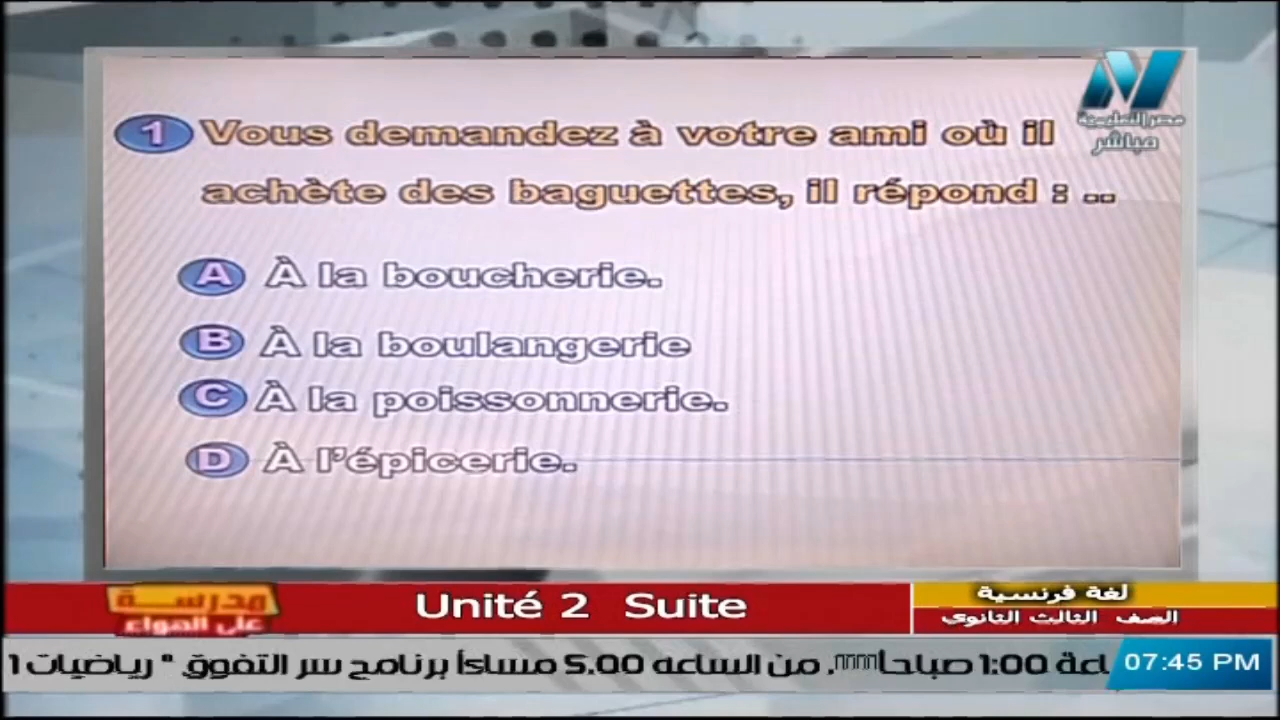 1 Vous demandez à votre ami où il
achète des baguettes, il répond : ..
A À la boucherie.
B À la boulangerie
C À la poissonnerie.
D À l'épicerie.
مصر التعليمية
مباشر
مدرسة
على الهواء
Unité 2 Suite
لغة فرنسية
الصف الثالث الثانوى
صباحاً 1:00 من الساعه 5.00 مساءاً برنامج سر التفوق " رياضيات 1
07:45 PM